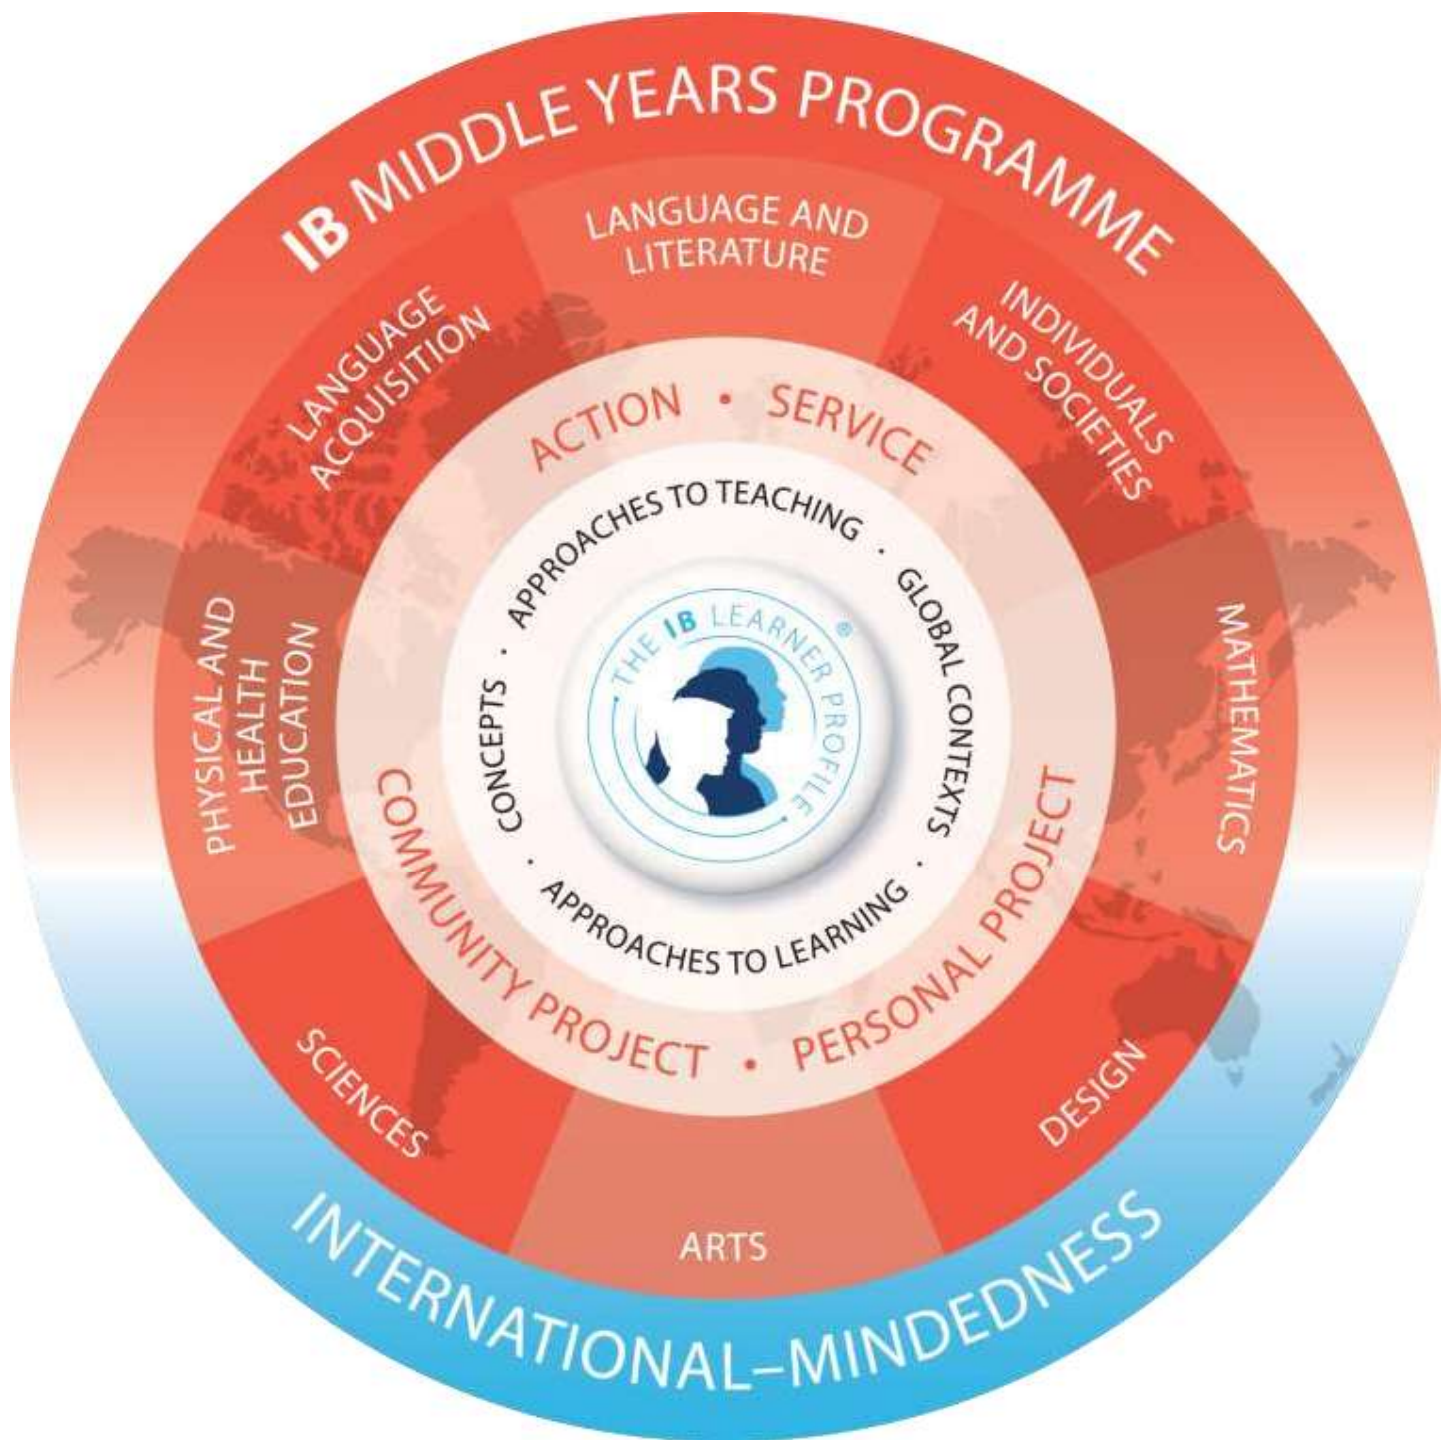 IB MIDDLE YEARS PROGRAMME
LANGUAGE AND
LITERATURE
INDIVIDUALS
AND SOCIETIES
MATHEMATICS
DESIGN
ARTS
SCIENCES
PHYSICAL AND
HEALTH
EDUCATION
LANGUAGE
ACQUISITION
ACTION • SERVICE
PERSONAL PROJECT
•
COMMUNITY PROJECT
APPROACHES TO TEACHING •
GLOBAL CONTEXTS •
APPROACHES TO LEARNING •
CONCEPTS •
THE IB LEARNER PROFILE ®
INTERNATIONAL–MINDEDNESS